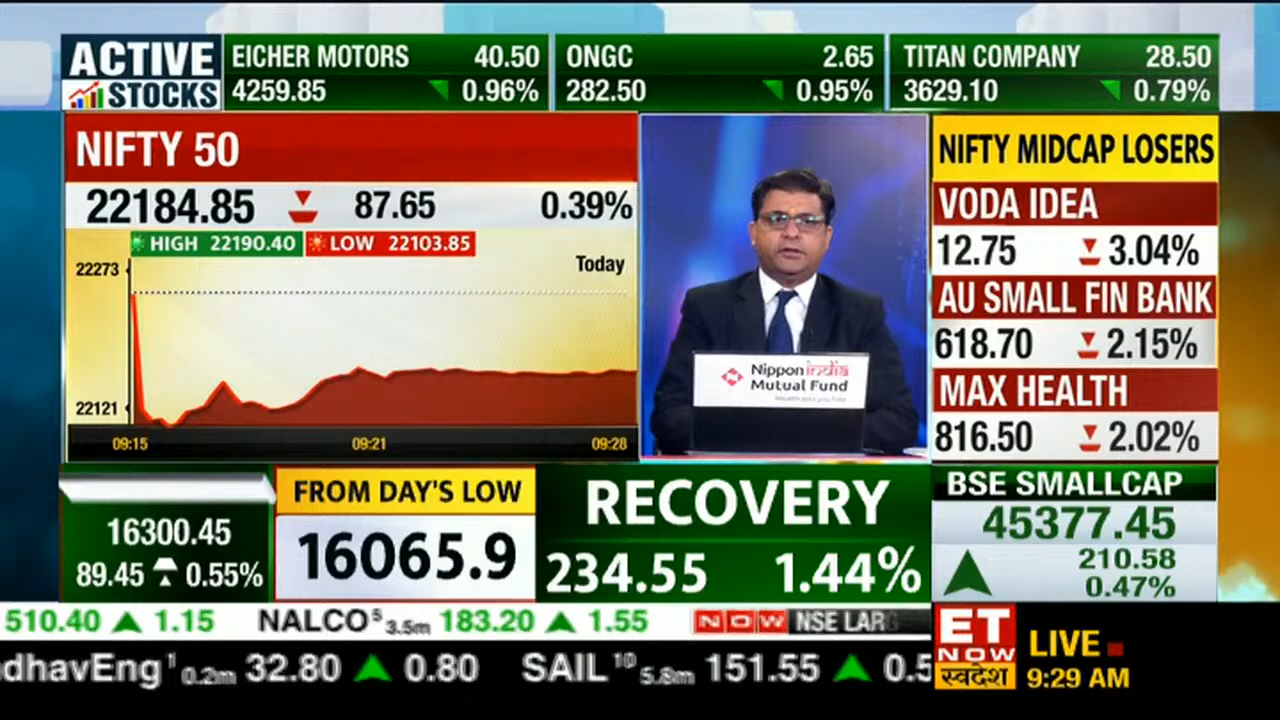 ACTIVE
STOCKS
EICHER MOTORS 40.50
4259.85 0.96%
ONGC 2.65
282.50 0.95%
TITAN COMPANY 28.50
3629.10 0.79%
NIFTY 50
22184.85 87.65 0.39%
HIGH 22190.40 LOW 22103.85
Today
22273
22121
09:15 09:21 09:28
Nippon india
Mutual Fund
NIFTY MIDCAP LOSERS
VODA IDEA
12.75 3.04%
AU SMALL FIN BANK
618.70 2.15%
MAX HEALTH
816.50 2.02%
16300.45
89.45 0.55%
FROM DAY'S LOW
16065.9
RECOVERY
234.55 1.44%
BSE SMALLCAP
45377.45
210.58
0.47%
510.40 1.15 NALCO 5 3.5m 183.20 1.55 NOW NSE LAR
dhavEng 1 0.2m 32.80 0.80 SAIL 10 5.8m 151.55 0.5
ET
NOW
स्वदेश
LIVE
9:29 AM